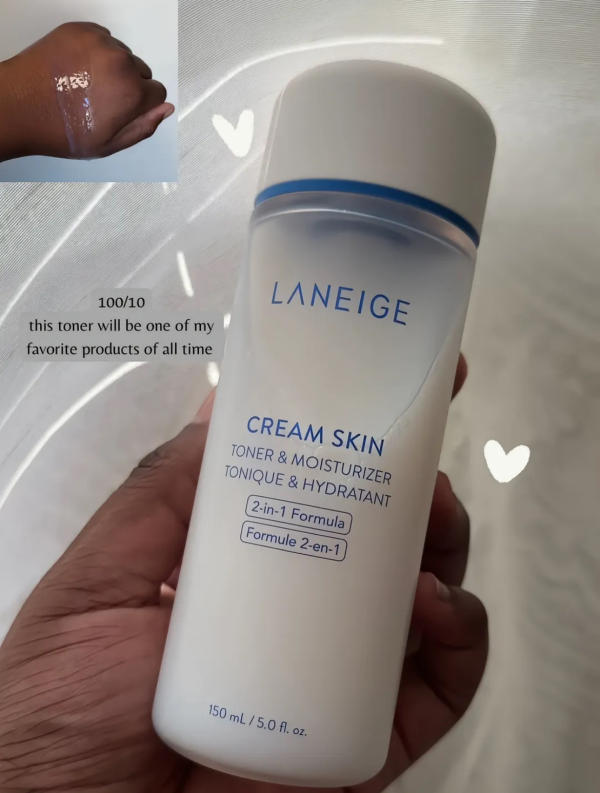 100/10
this toner will be one of my
favorite products of all time
LANEIGE
CREAM SKIN
TONER & MOISTURIZER
TONIQUE & HYDRATANT
2-in-1 Formula
Formule 2-en-1
150 mL / 5.0 fl. oz.